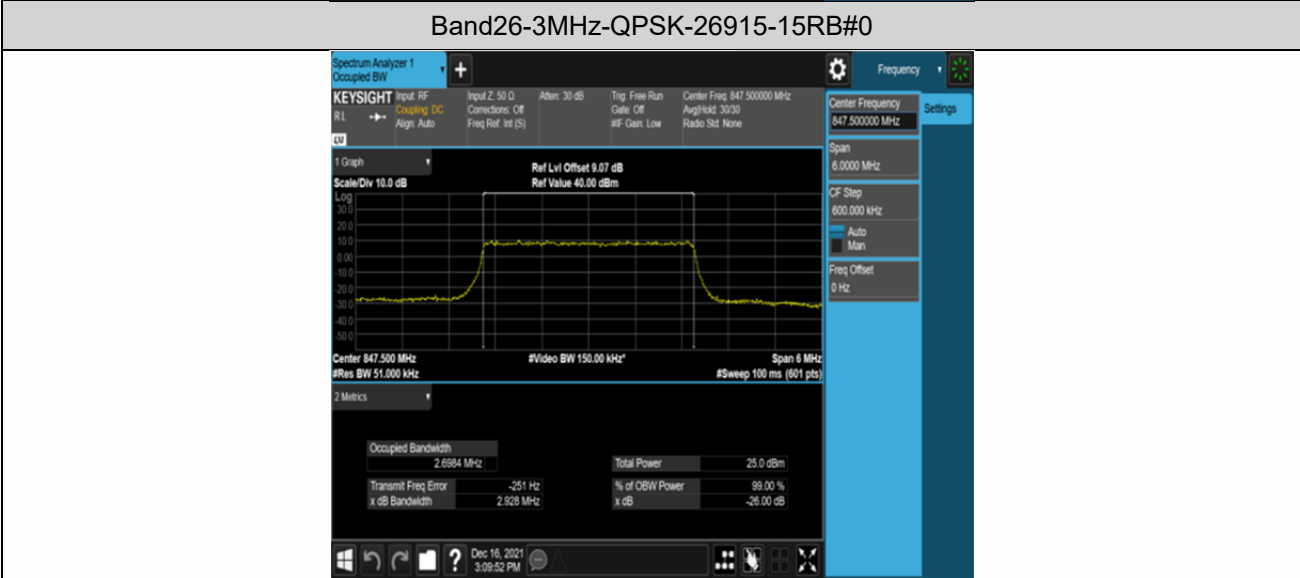 Band26-3MHz-QPSK-26915-15RB#0
Spectrum Analyzer 1
Occupied BW
Frequency
KEYSIGHT
RL
LVI
Input: RF
Coupling: DC
Align: Auto
Input Z: 50 Ω
Corrections: Off
Freq Ref: Int (S)
Atten: 30 dB
Trig: Free Run
Gate: Off
#IF Gain: Low
Center Freq: 847.500000 MHz
Avg|Hold: 30/30
Radio Std: None
Center Frequency
847.500000 MHz
Settings
Span
6.0000 MHz
CF Step
600.000 kHz
Auto
Man
Freq Offset
0 Hz
1 Graph
Scale/Div 10.0 dB
Ref Lvl Offset 9.07 dB
Ref Value 40.00 dBm
Log
30.0
20.0
10.0
0.00
-10.0
-20.0
-30.0
-40.0
-50.0
Center 847.500 MHz
#Video BW 150.00 kHz*
Span 6 MHz
#Res BW 51.000 kHz
#Sweep 100 ms (601 pts)
2 Metrics
Occupied Bandwidth
2.6984 MHz
Total Power 25.0 dBm
Transmit Freq Error -251 Hz
% of OBW Power 99.00 %
x dB Bandwidth 2.928 MHz
x dB -26.00 dB
Dec 16, 2021
3:09:52 PM